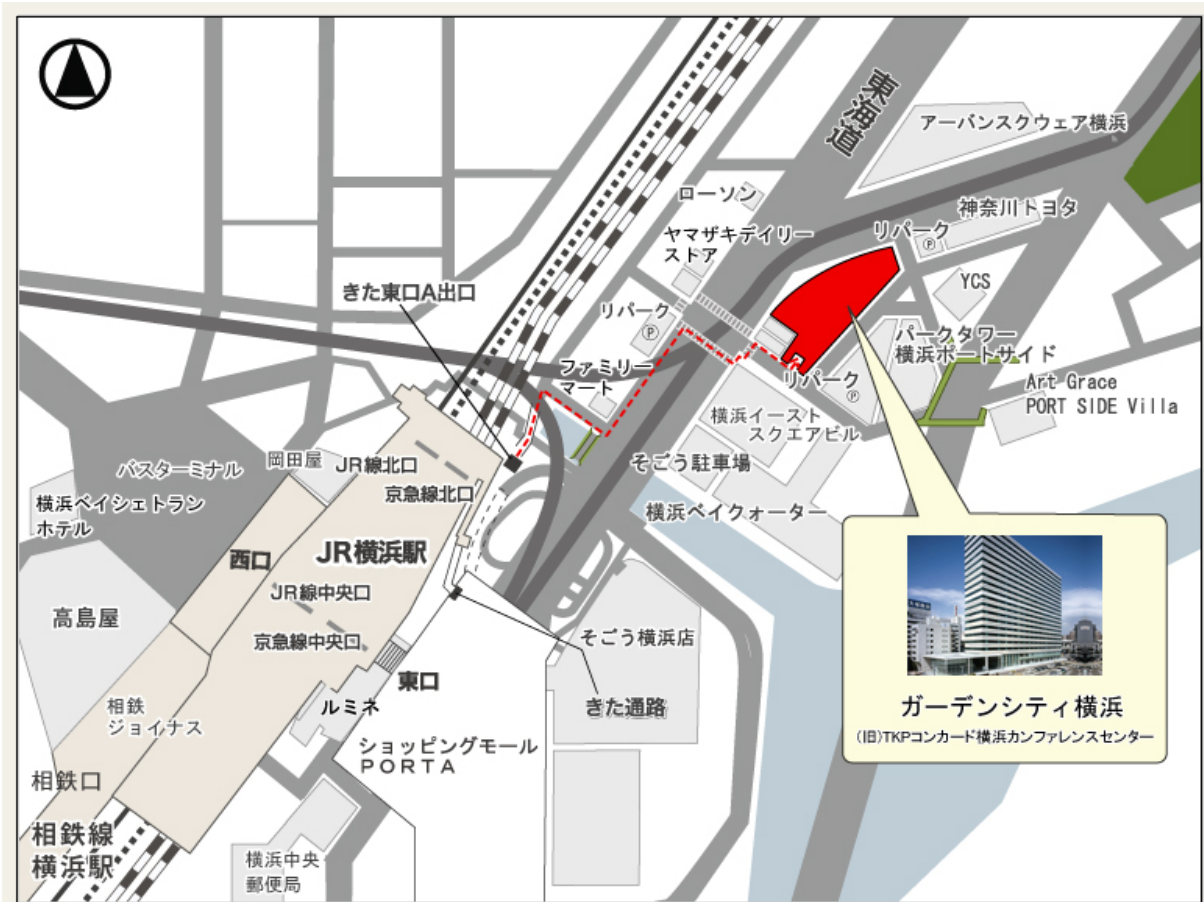 東海道
アーバンスクウェア横浜
ローソン
神奈川トヨタ
リパーク
P
ヤマザキデイリー
ストア
YCS
きた東口A出口
リパーク
P
パークタワー
横浜ポートサイド
ファミリー
マート
リパーク
P
Art Grace
PORT SIDE Villa
横浜イースト
スクエアビル
岡田屋
JR線北口
バスターミナル
そごう駐車場
京急線北口
横浜ベイシェトラン
ホテル
横浜ベイクォーター
西口
JR横浜駅
JR線中央口
高島屋
京急線中央口
そごう横浜店
東口
きた通路
ルミネ
相鉄
ジョイナス
ガーデンシティ横浜
(旧)TKPコンカード横浜カンファレンスセンター
ショッピングモール
PORTA
相鉄口
相鉄線
横浜駅
横浜中央
郵便局